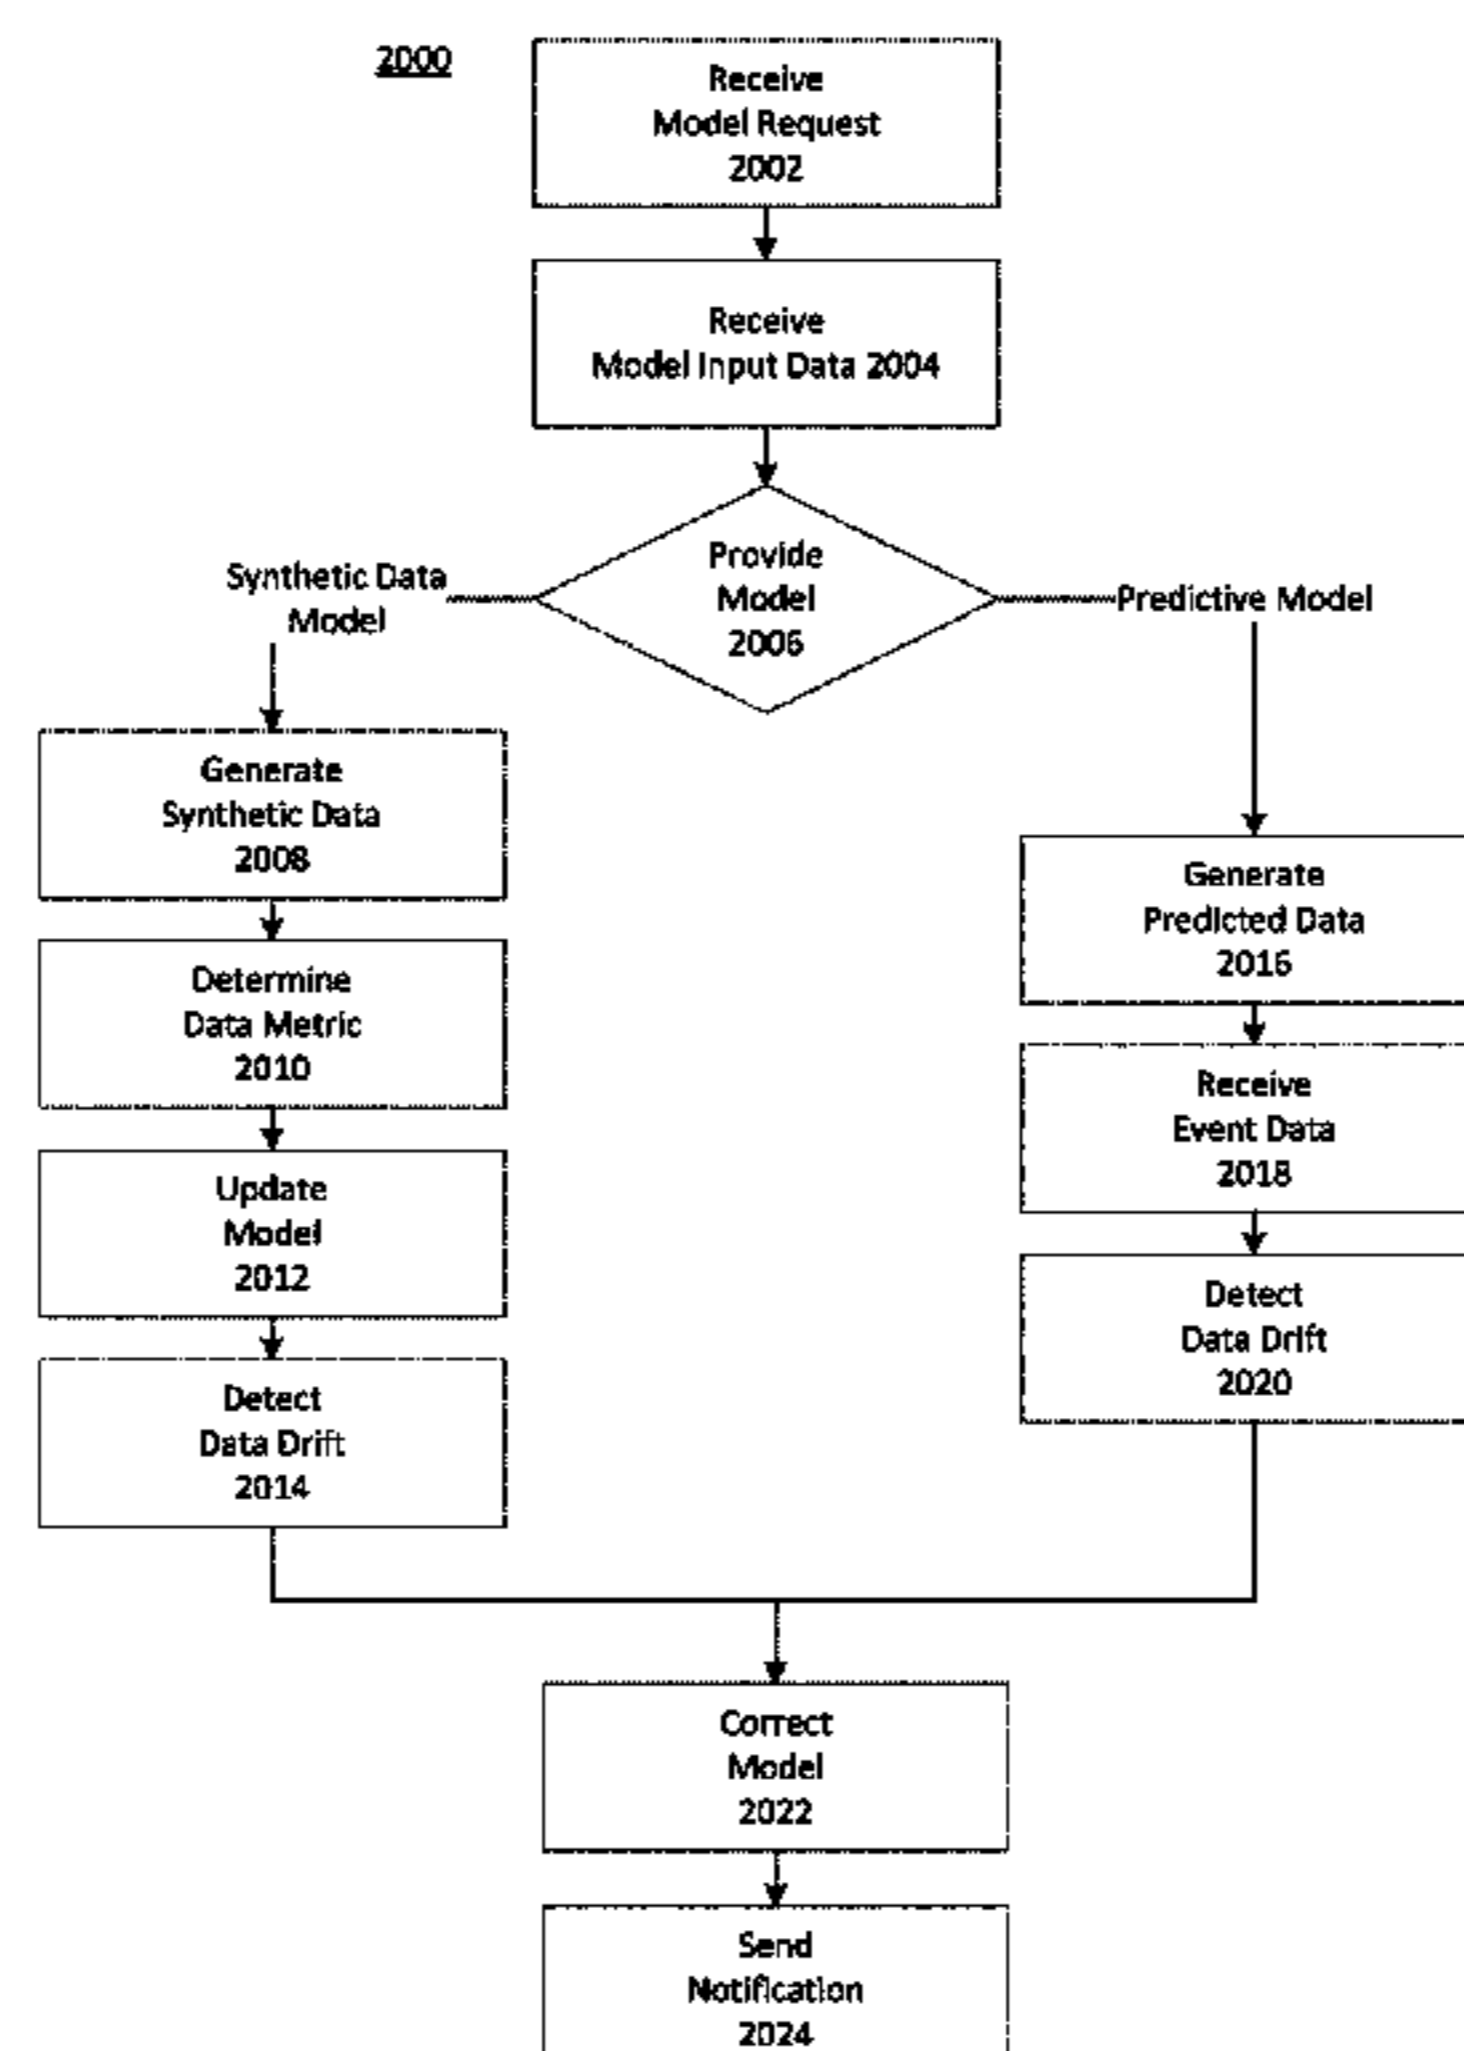 2000
Receive
Model Request
2002
Receive
Model Input Data 2004
Provide
Model
2006
Synthetic Data
Model
Predictive Model
Generate
Synthetic Data
2008
Determine
Data Metric
2010
Update
Model
2012
Detect
Data Drift
2014
Generate
Predicted Data
2016
Receive
Event Data
2018
Detect
Data Drift
2020
Correct
Model
2022
Send
Notification
2024